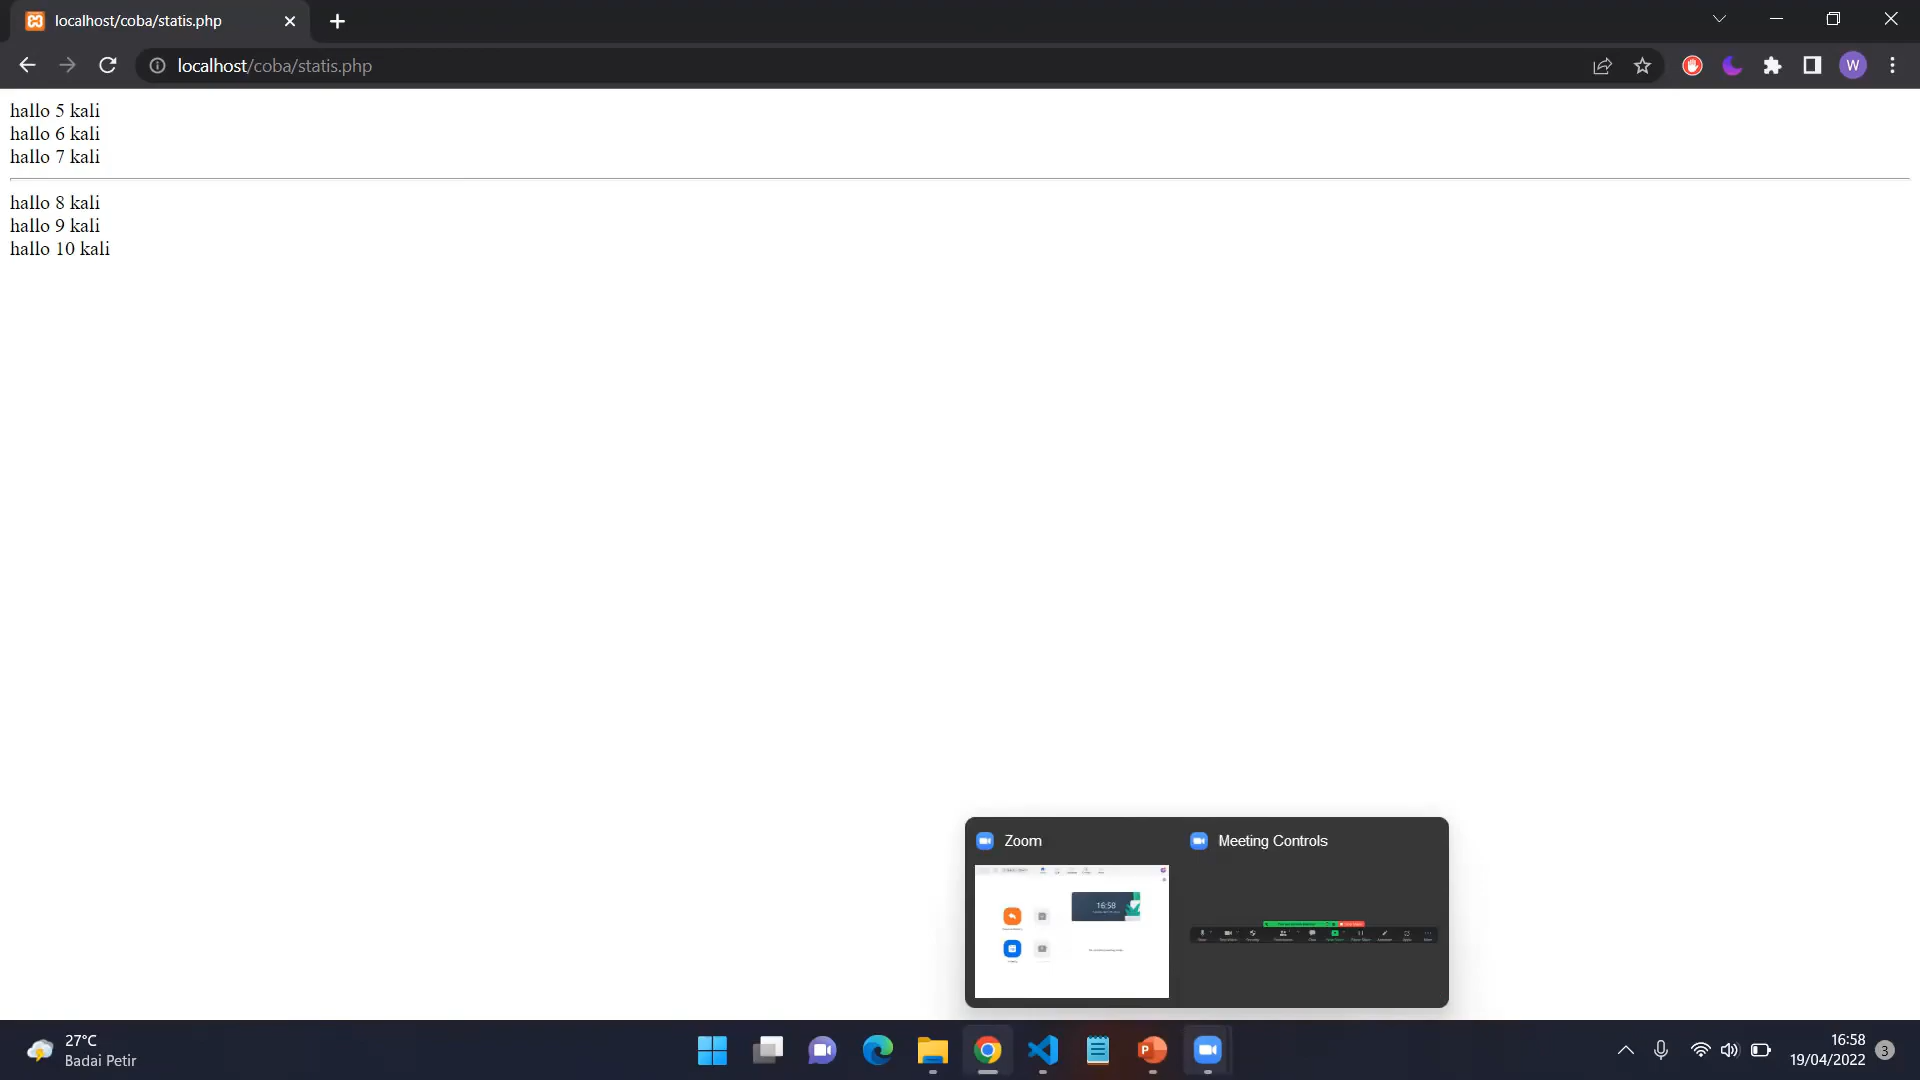 localhost/coba/statis.php
localhost/coba/statis.php
W
hallo 5 kali
hallo 6 kali
hallo 7 kali
hallo 8 kali
hallo 9 kali
hallo 10 kali
Zoom
Meeting Controls
16:58
27°C
Badai Petir
16:58
19/04/2022
3